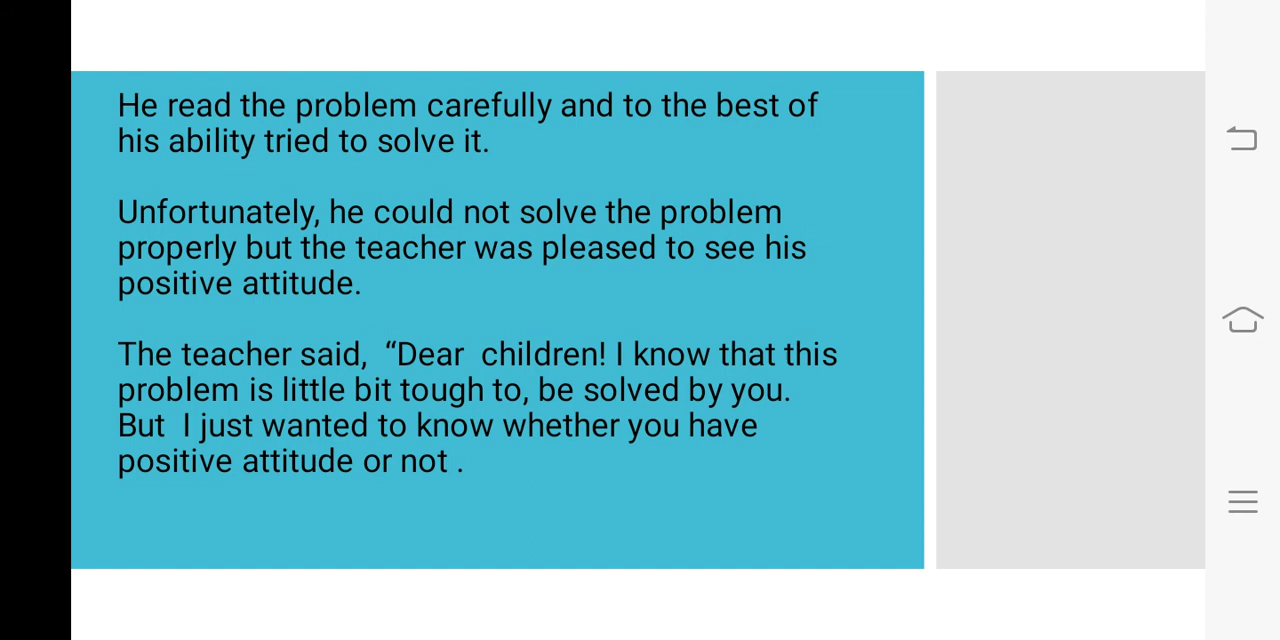 He read the problem carefully and to the best of
his ability tried to solve it.
Unfortunately, he could not solve the problem
properly but the teacher was pleased to see his
positive attitude.
The teacher said,  “Dear  children! I know that this
problem is little bit tough to, be solved by you.
But  I just wanted to know whether you have
positive attitude or not .